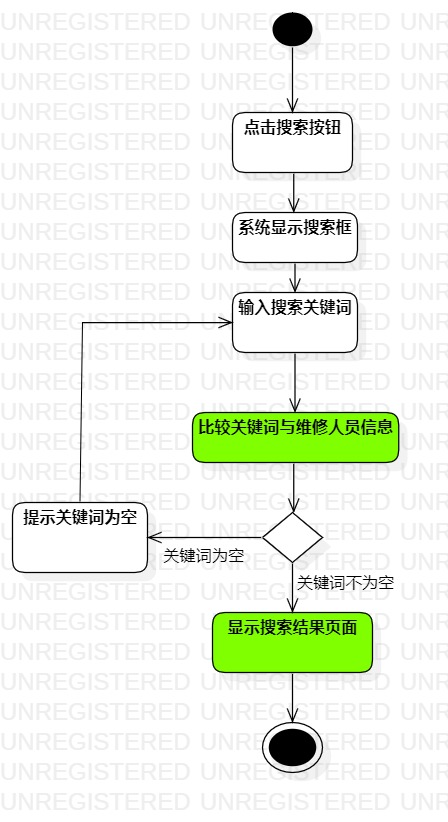 点击搜索按钮
系统显示搜索框
输入搜索关键词
比较关键词与维修人员信息
提示关键词为空
关键词为空
关键词不为空
显示搜索结果页面
UNREGISTERED